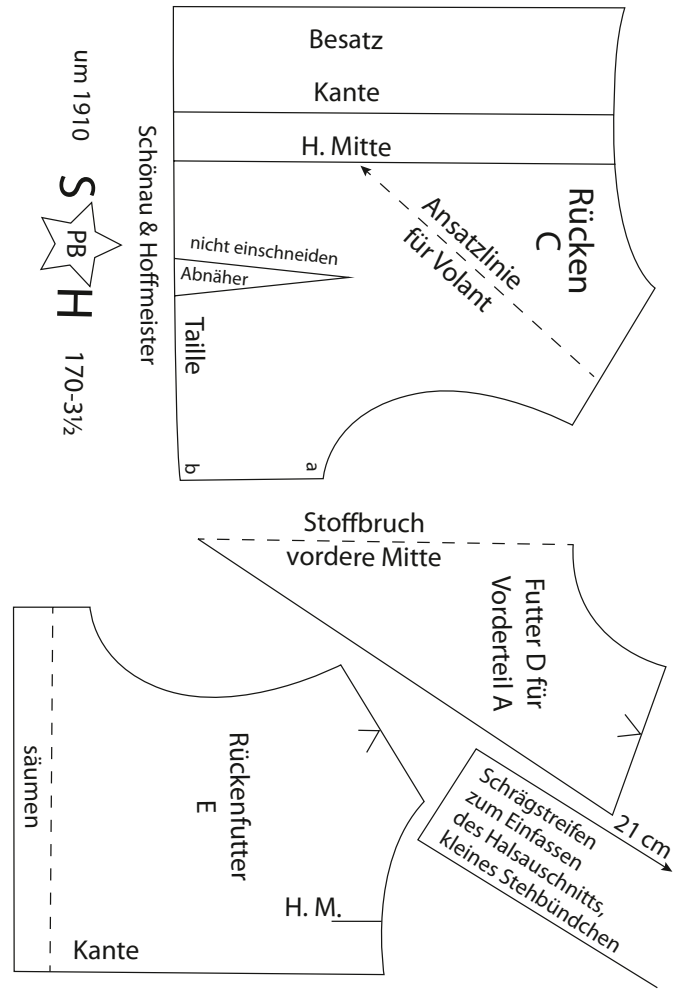 Besatz
Kante
H. Mitte
Rücken
C
Ansatzlinie
für Volant
nicht einschneiden
Abnäher
Taille
a
b
Schönau & Hoffmeister
um 1910
S
PB
H
170-3½
Stoffbruch
vordere Mitte
Futter D für
Vorderteil A
Schrägstreifen
zum Einfassen
des Halsauschnitts,
kleines Stehbündchen
21 cm
Rückenfutter
E
säumen
H. M.
Kante